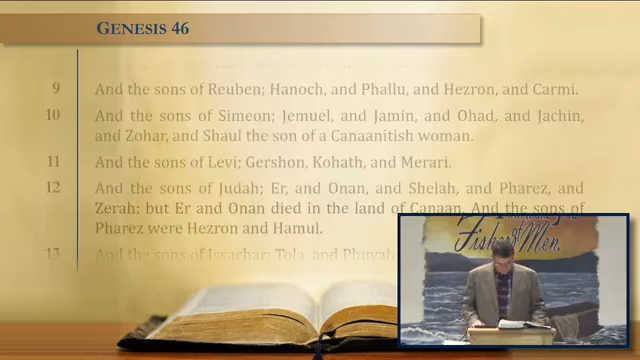 GENESIS 46
9 And the sons of Reuben; Hanoch, and Phallu, and Hezron, and Carmi.
10 And the sons of Simeon; Jemuel, and Jamin, and Ohad, and Jachin,
and Zohar, and Shaul the son of a Canaanitish woman.
11 And the sons of Levi; Gershon, Kohath, and Merari.
12 And the sons of Judah; Er, and Onan, and Shelah, and Pharez, and
Zerah: but Er and Onan died in the land of Canaan. And the sons of
Pharez were Hezron and Hamul.
13 And the sons of Issachar; Tola, and Phuvah
Fishers
of
Men